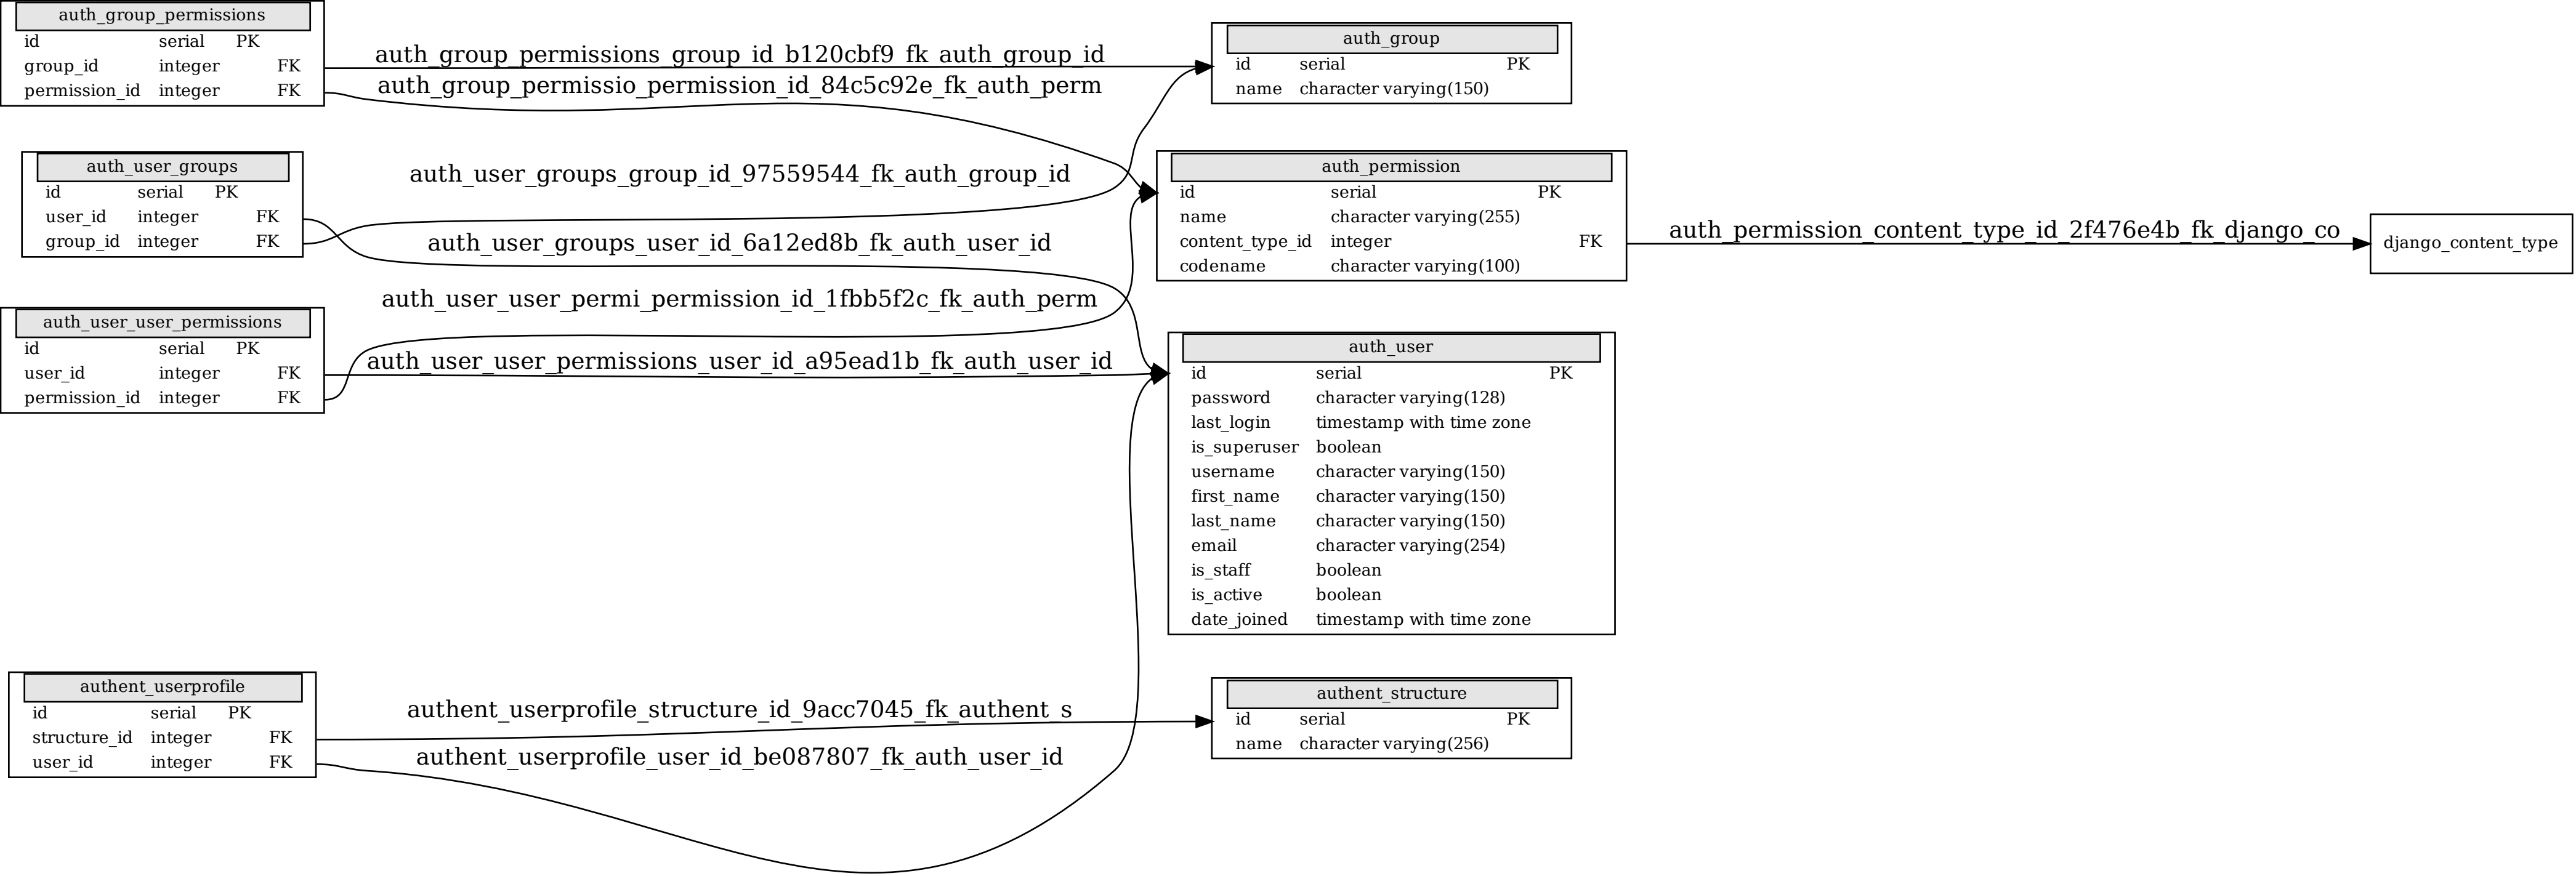 auth_group_permissions
id serial PK
group_id integer FK
permission_id integer FK
auth_group_permissions_group_id_b120cbf9_fk_auth_group_id
auth_group_permissio_permission_id_84c5c92e_fk_auth_perm
auth_group
id serial PK
name character varying(150)
auth_user_groups
id serial PK
user_id integer FK
group_id integer FK
auth_user_groups_group_id_97559544_fk_auth_group_id
auth_user_groups_user_id_6a12ed8b_fk_auth_user_id
auth_permission
id serial PK
name character varying(255)
content_type_id integer FK
codename character varying(100)
auth_permission_content_type_id_2f476e4b_fk_django_co
django_content_type
auth_user_user_permissions
id serial PK
user_id integer FK
permission_id integer FK
auth_user_user_permi_permission_id_1fbb5f2c_fk_auth_perm
auth_user_user_permissions_user_id_a95ead1b_fk_auth_user_id
auth_user
id serial PK
password character varying(128)
last_login timestamp with time zone
is_superuser boolean
username character varying(150)
first_name character varying(150)
last_name character varying(150)
email character varying(254)
is_staff boolean
is_active boolean
date_joined timestamp with time zone
authent_userprofile
id serial PK
structure_id integer FK
user_id integer FK
authent_userprofile_structure_id_9acc7045_fk_authent_s
authent_userprofile_user_id_be087807_fk_auth_user_id
authent_structure
id serial PK
name character varying(256)